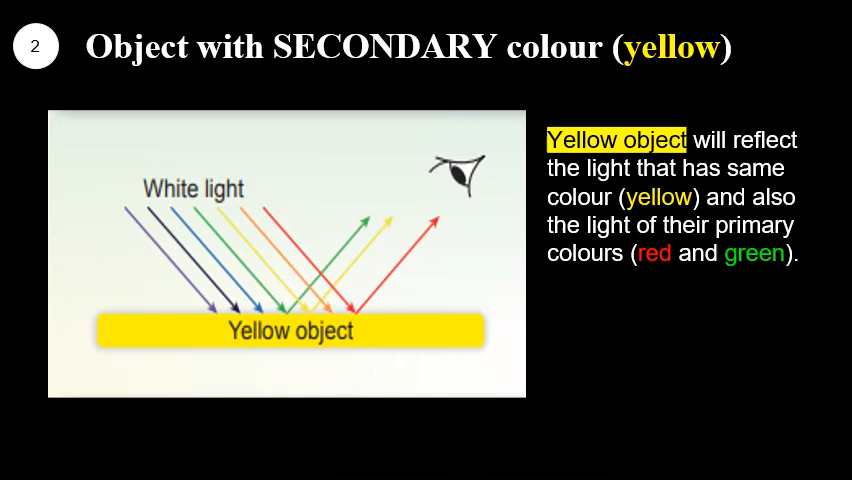 2
Object with SECONDARY colour (yellow)
White light
Yellow object
Yellow object will reflect
the light that has same
colour (yellow) and also
the light of their primary
colours (red and green).